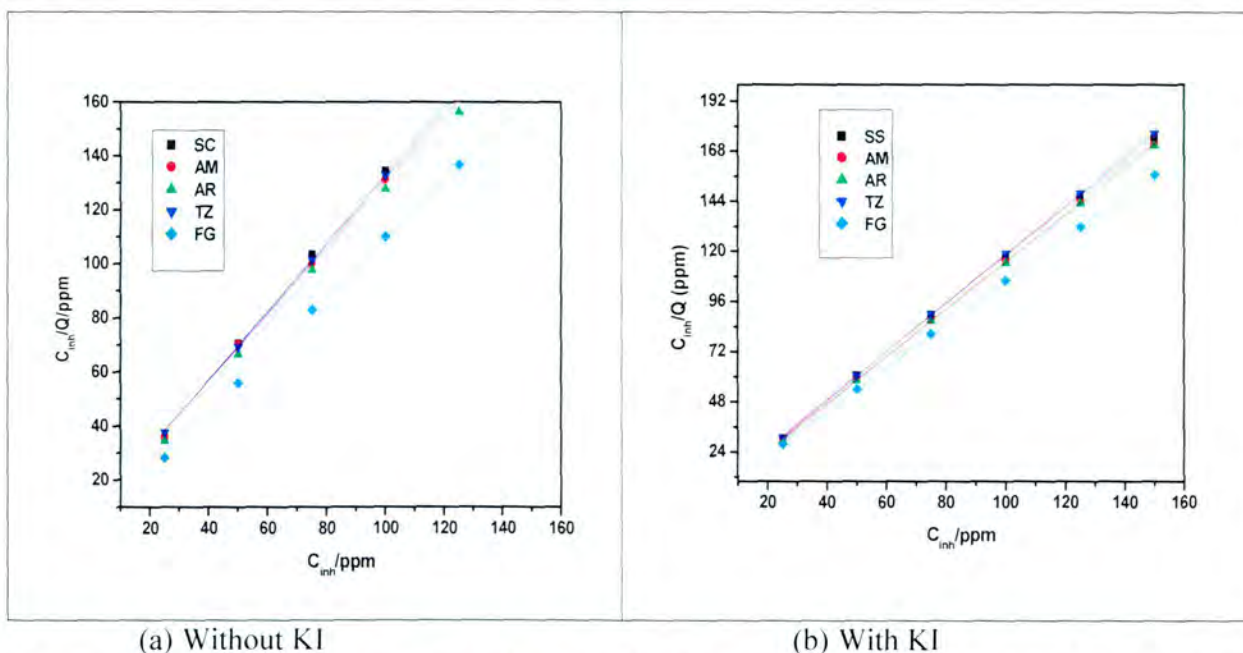 160
140
120
100
80
60
40
20
C_inh/Q/ppm
SC
AM
AR
TZ
FG
20 40 60 80 100 120 140 160
C_inh/ppm
(a) Without KI
192
168
144
120
96
72
48
24
C_inh/Q (ppm)
SS
AM
AR
TZ
FG
20 40 60 80 100 120 140 160
C_inh/ppm
(b) With KI